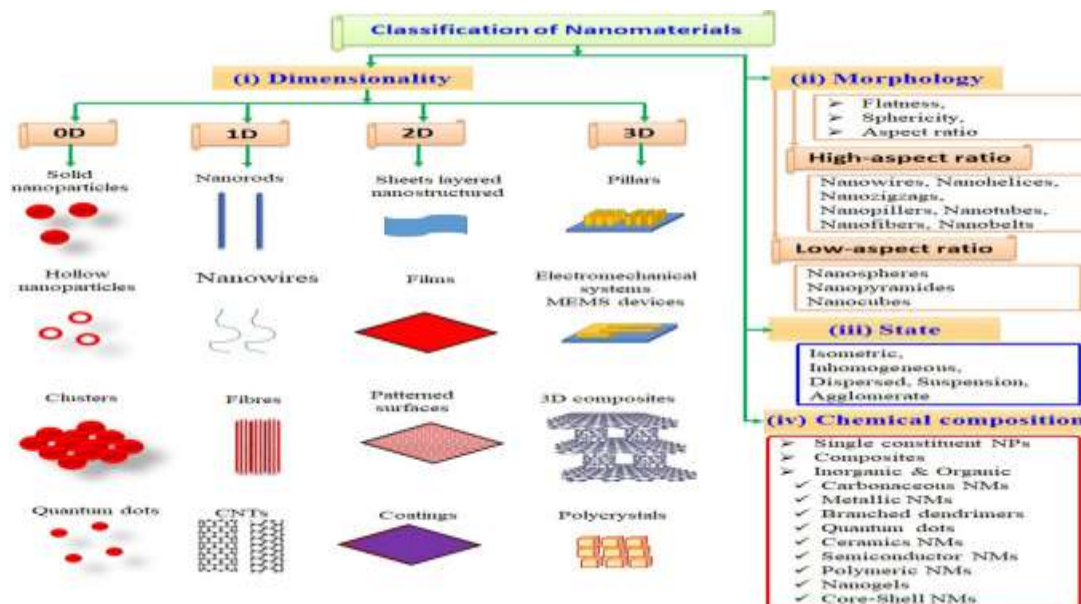 Classification of Nanomaterials
(i) Dimensionality
0D
1D
2D
3D
Solid
nanoparticles
Nanorods
Sheets layered
nanostructured
Pillars
Hollow
nanoparticles
Nanowires
Films
Electromechanical
systems
MEMS devices
Clusters
Fibres
Patterned
surfaces
3D composites
Quantum dots
CNTs
Coatings
Polycrystals
(ii) Morphology
➢ Flatness,
➢ Sphericity,
➢ Aspect ratio
High-aspect ratio
Nanowires, Nanohelices,
Nanozigzags,
Nanopillers, Nanotubes,
Nanofibers, Nanobelts
Low-aspect ratio
Nanospheres
Nanopyramides
Nanocubes
(iii) State
Isometric,
Inhomogeneous,
Dispersed, Suspension,
Agglomerate
(iv) Chemical composition
➢ Single constituent NPs
➢ Composites
➢ Inorganic & Organic
✓ Carbonaceous NMs
✓ Metallic NMs
✓ Branched dendrimers
✓ Quantum dots
✓ Ceramics NMs
✓ Semiconductor NMs
✓ Polymeric NMs
✓ Nanogels
✓ Core-Shell NMs